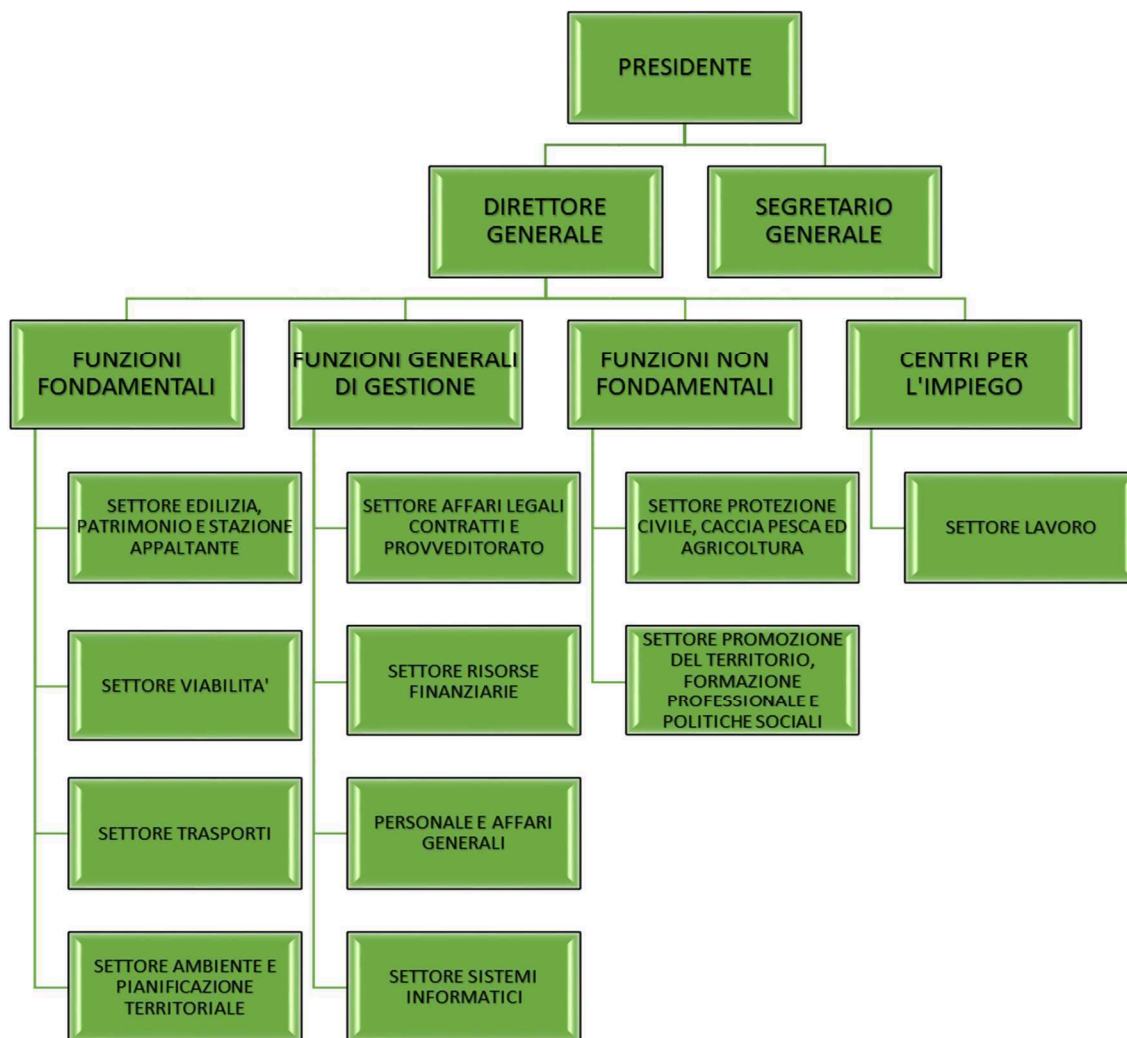 PRESIDENTE
DIRETTORE
GENERALE
SEGRETARIO
GENERALE
FUNZIONI
FONDAMENTALI
FUNZIONI GENERALI
DI GESTIONE
FUNZIONI NON
FONDAMENTALI
CENTRI PER
L'IMPIEGO
SETTORE EDILIZIA,
PATRIMONIO E STAZIONE
APPALTANTE
SETTORE AFFARI LEGALI
CONTRATTI E
PROVVEDITORATO
SETTORE PROTEZIONE
CIVILE, CACCIA PESCA ED
AGRICOLTURA
SETTORE LAVORO
SETTORE VIABILITA'
SETTORE RISORSE
FINANZIARIE
SETTORE PROMOZIONE
DEL TERRITORIO,
FORMAZIONE
PROFESSIONALE E
POLITICHE SOCIALI
SETTORE TRASPORTI
PERSONALE E AFFARI
GENERALI
SETTORE AMBIENTE E
PIANIFICAZIONE
TERRITORIALE
SETTORE SISTEMI
INFORMATICI